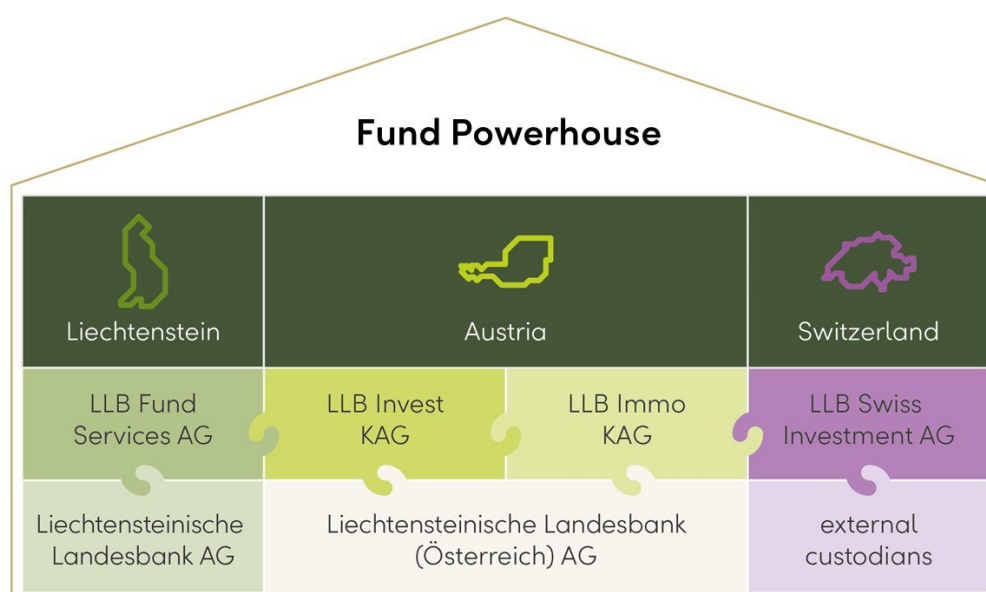 Fund Powerhouse
Liechtenstein
Austria
Switzerland
LLB Fund
Services AG
LLB Invest
KAG
LLB Immo
KAG
LLB Swiss
Investment AG
Liechtensteinische
Landesbank AG
Liechtensteinische Landesbank
(Österreich) AG
external
custodians